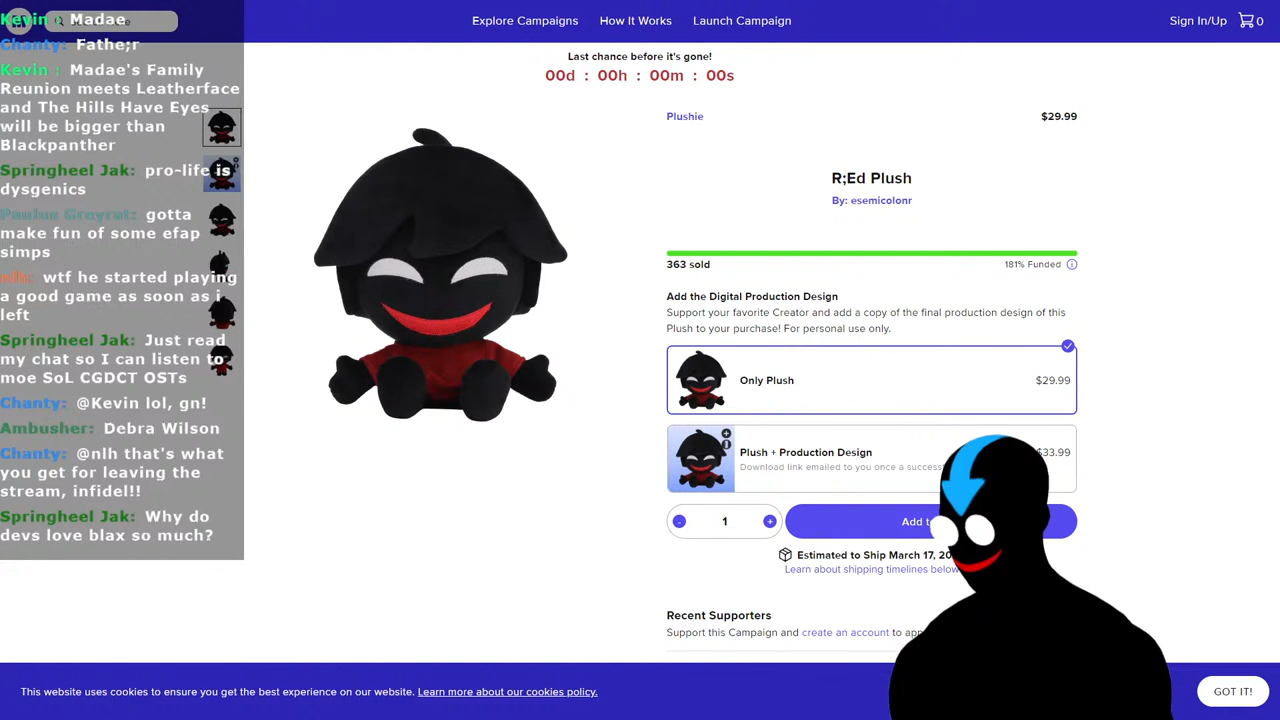 Kevin : Madae
Chanty: Fathe;r
Kevin : Madae's Family
Reunion meets Leatherface
and The Hills Have Eyes
will be bigger than
Blackpanther
Springheel Jak: pro-life is
dysgenics
Paulus Grayrat: gotta
make fun of some efap
simps
nlh: wtf he started playing
a good game as soon as i
left
Springheel Jak: Just read
my chat so I can listen to
moe SoL CGDCT OSTs
Chanty: @Kevin lol, gn!
Ambusher: Debra Wilson
Chanty: @nlh that's what
you get for leaving the
stream, infidel!!
Springheel Jak: Why do
devs love blax so much?
Explore Campaigns How It Works Launch Campaign
Sign In/Up 0
Last chance before it's gone!
00d : 00h : 00m : 00s
Plushie $29.99
R;Ed Plush
By: esemicolonr
363 sold 181% Funded
Add the Digital Production Design
Support your favorite Creator and add a copy of the final production design of this
Plush to your purchase! For personal use only.
Only Plush $29.99
Plush + Production Design $33.99
Download link emailed to you once a success
- 1 + Add
Estimated to Ship March 17, 20
Learn about shipping timelines below
Recent Supporters
Support this Campaign and create an account to
This website uses cookies to ensure you get the best experience on our website. Learn more about our cookies policy.
GOT IT!